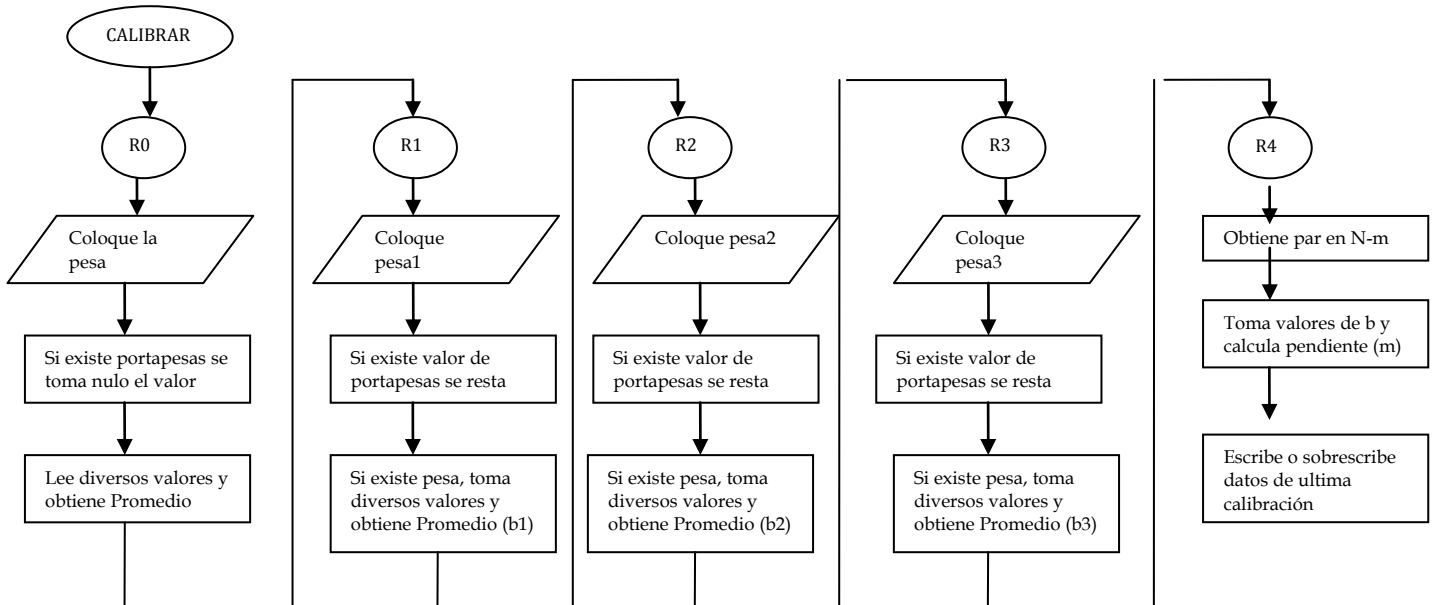 CALIBRAR
R0
Coloque la
pesa
Si existe portapesas se
toma nulo el valor
Lee diversos valores y
obtiene Promedio
R1
Coloque
pesa1
Si existe valor de
portapesas se resta
Si existe pesa, toma
diversos valores y
obtiene Promedio (b1)
R2
Coloque pesa2
Si existe valor de
portapesas se resta
Si existe pesa, toma
diversos valores y
obtiene Promedio (b2)
R3
Coloque
pesa3
Si existe valor de
portapesas se resta
Si existe pesa, toma
diversos valores y
obtiene Promedio (b3)
R4
Obtiene par en N-m
Toma valores de b y
calcula pendiente (m)
Escribe o sobrescribe
datos de ultima
calibración